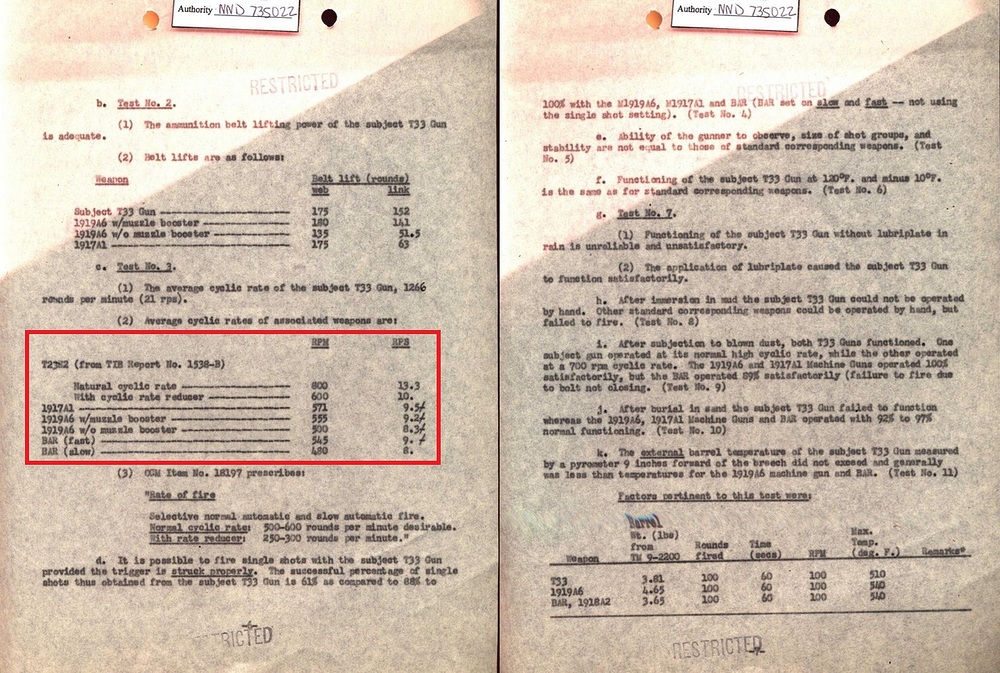 Authority NND 735022
RESTRICTED
b. Test No. 2.
(1) The ammunition belt lifting power of the subject T33 Gun
is adequate.
(2) Belt lifts are as follows:
Weapon Belt lift (rounds)
web link
Subject T33 Gun 175 152
1919A6 w/muzzle booster 180 141
1919A6 w/o muzzle booster 135 51.5
1917A1 175 63
c. Test No. 3.
(1) The average cyclic rate of the subject T33 Gun, 1266
rounds per minute (21 rps).
(2) Average cyclic rates of associated weapons are:
RPM RPS
(from TIB Report No. 1538-B)
Natural cyclic rate 800 13.3
With cyclic rate reducer 600 10.
1917A1 571 9.5/
1919A6 w/muzzle booster 555 9.2/
1919A6 w/o muzzle booster 500 8.3/
BAR (fast) 545 9. /
BAR (slow) 480 8.
(3) OCM Item No. 18197 prescribes:
"Rate of fire
Selective normal automatic and slow automatic fire.
Normal cyclic rate: 500-600 rounds per minute desirable.
With rate reducer: 250-300 rounds per minute."
d. It is possible to fire single shots with the subject T33 Gun
provided the trigger is struck properly. The successful percentage of single
shots thus obtained from the subject T33 Gun is 61% as compared to 88% to
RESTRICTED
Authority NND 735022
RESTRICTED
100% with the M1919A6, M1917A1 and BAR (BAR set on slow and fast -- not using
the single shot setting). (Test No. 4)
e. Ability of the gunner to observe, size of shot groups, and
stability are not equal to those of standard corresponding weapons. (Test
No. 5)
f. Functioning of the subject T33 Gun at 120°F. and minus 10°F.
is the same as for standard corresponding weapons. (Test No. 6)
g. Test No. 7.
(1) Functioning of the subject T33 Gun without lubriplate in
rain is unreliable and unsatisfactory.
(2) The application of lubriplate caused the subject T33 Gun
to function satisfactorily.
h. After immersion in mud the subject T33 Gun could not be operated
by hand. Other standard corresponding weapons could be operated by hand, but
failed to fire. (Test No. 8)
i. After subjection to blown dust, both T33 Guns functioned. One
subject gun operated at its normal high cyclic rate, while the other operated
at a 700 rpm cyclic rate. The 1919A6 and 1917A1 Machine Guns operated 100%
satisfactorily, but the BAR operated 89% satisfactorily (failure to fire due
to bolt not closing). (Test No. 9)
j. After burial in sand the subject T33 Gun failed to function
whereas the 1919A6, 1917A1 Machine Guns and BAR operated with 92% to 97%
normal functioning. (Test No. 10)
k. The external barrel temperature of the subject T33 Gun measured
by a pyrometer 9 inches forward of the breech did not exceed and generally
was less than temperatures for the 1919A6 machine gun and BAR. (Test No. 11)
Factors pertinent to this test were:
Barrel
Wt. (lbs) Max.
from Rounds Time Temp.
Weapon TM 9-2200 fired (secs) RPM (deg. F.) Remarks*
T33 3.81 100 60 100 510
1919A6 4.65 100 60 100 540
BAR, 1918A2 3.65 100 60 100 540
RESTRICTED